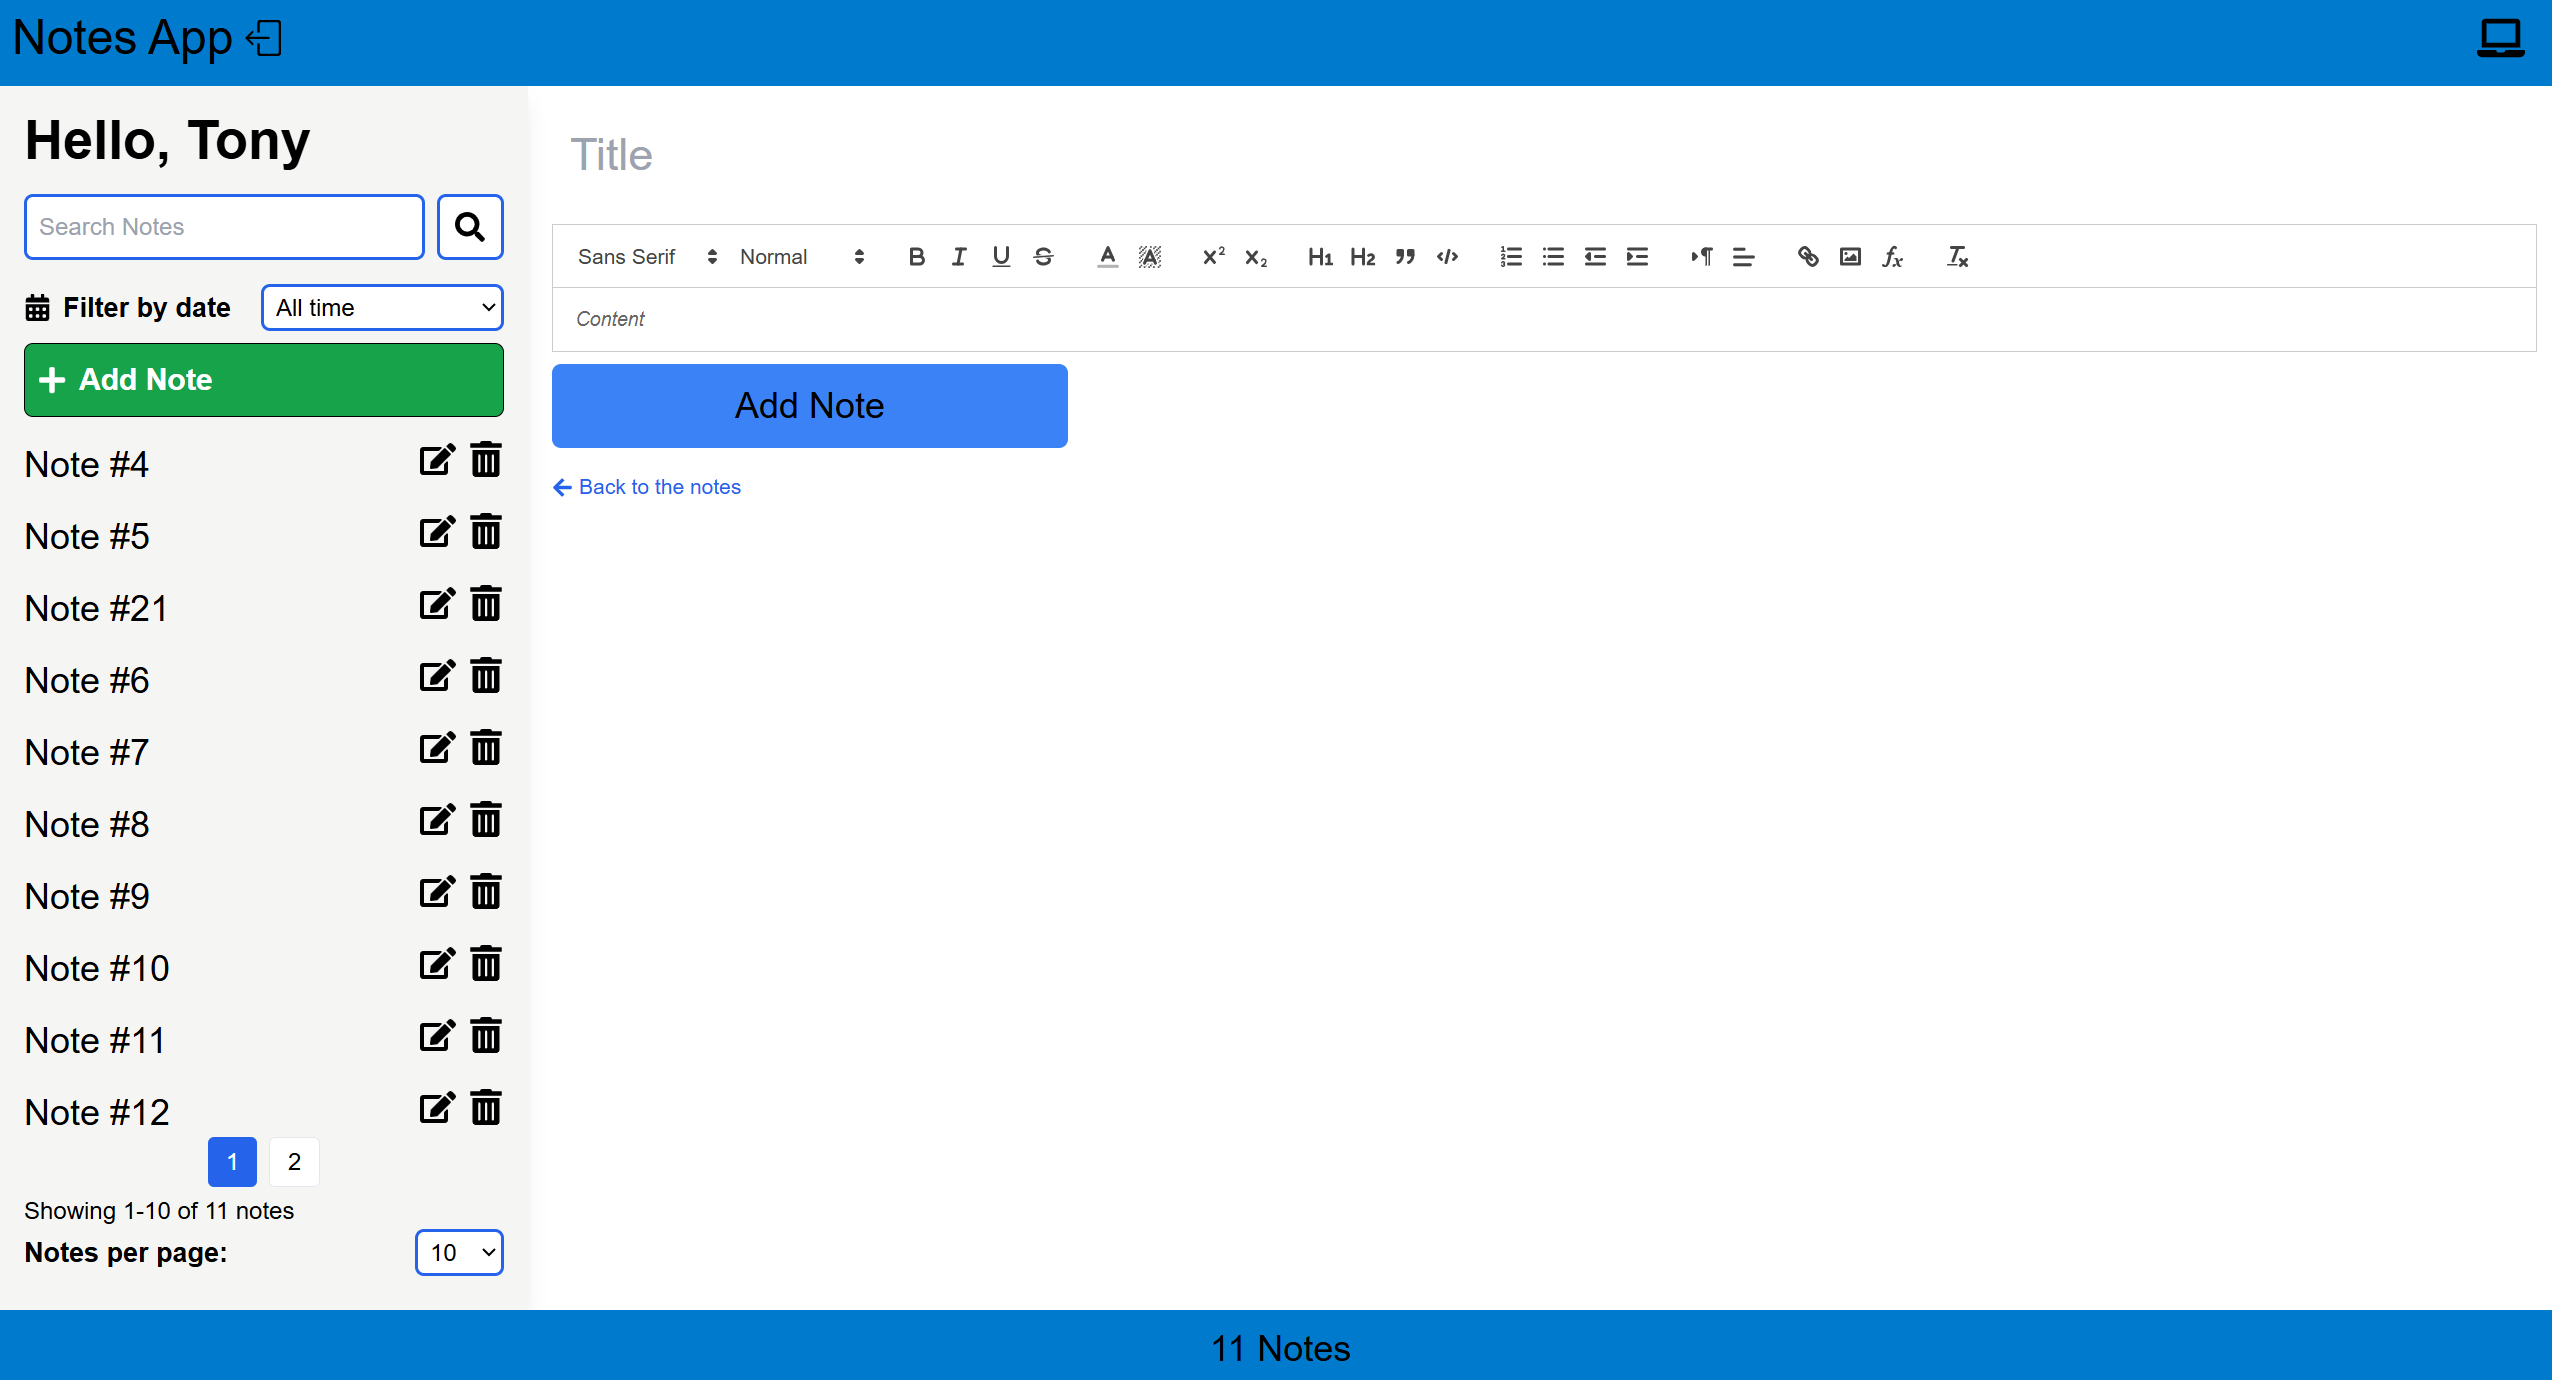 Notes App
Hello, Tony
Search Notes
Filter by date All time
Add Note
Note #4
Note #5
Note #21
Note #6
Note #7
Note #8
Note #9
Note #10
Note #11
Note #12
1 2
Showing 1-10 of 11 notes
Notes per page: 10
Title
Sans Serif Normal B I U S A A x² x₂ H1 H2
Content
Add Note
Back to the notes
11 Notes